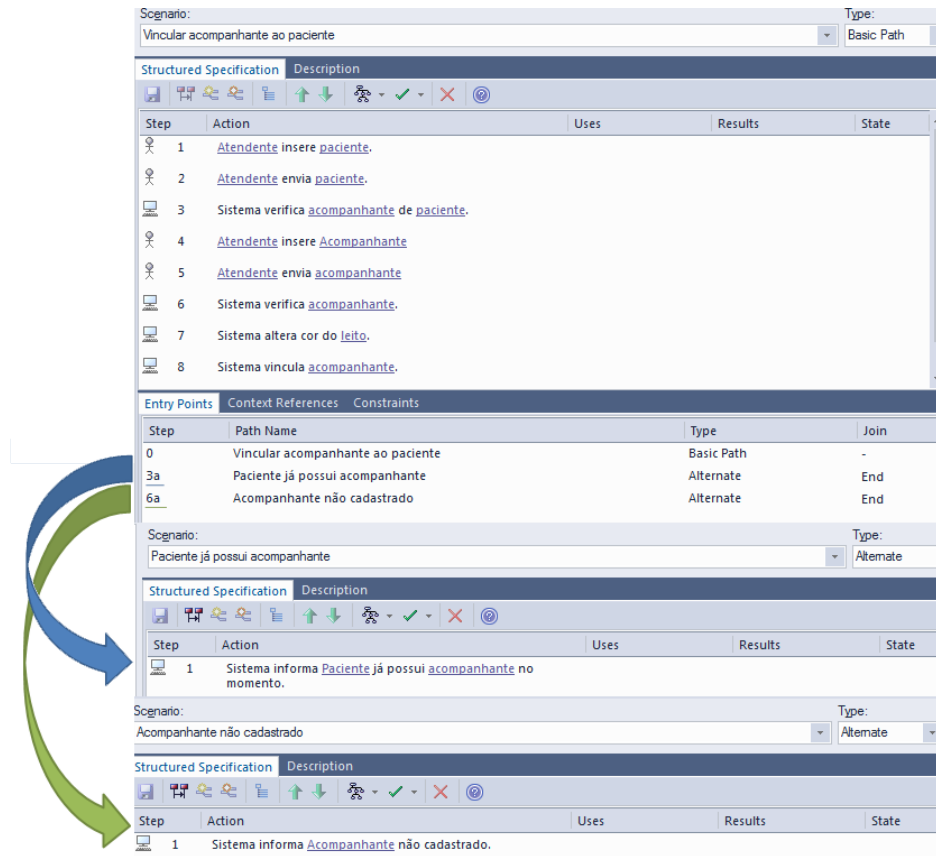 Scenario: Type:
Vincular acompanhante ao paciente Basic Path
Structured Specification Description
Step Action Uses Results State
1 Atendente insere paciente.
2 Atendente envia paciente.
3 Sistema verifica acompanhante de paciente.
4 Atendente insere Acompanhante
5 Atendente envia acompanhante
6 Sistema verifica acompanhante.
7 Sistema altera cor do leito.
8 Sistema vincula acompanhante.
Entry Points Context References Constraints
Step Path Name Type Join
0 Vincular acompanhante ao paciente Basic Path -
3a Paciente já possui acompanhante Alternate End
6a Acompanhante não cadastrado Alternate End
Scenario: Type:
Paciente já possui acompanhante Alternate
Structured Specification Description
Step Action Uses Results State
1 Sistema informa Paciente já possui acompanhante no
momento.
Scenario: Type:
Acompanhante não cadastrado Alternate
Structured Specification Description
Step Action Uses Results State
1 Sistema informa Acompanhante não cadastrado.